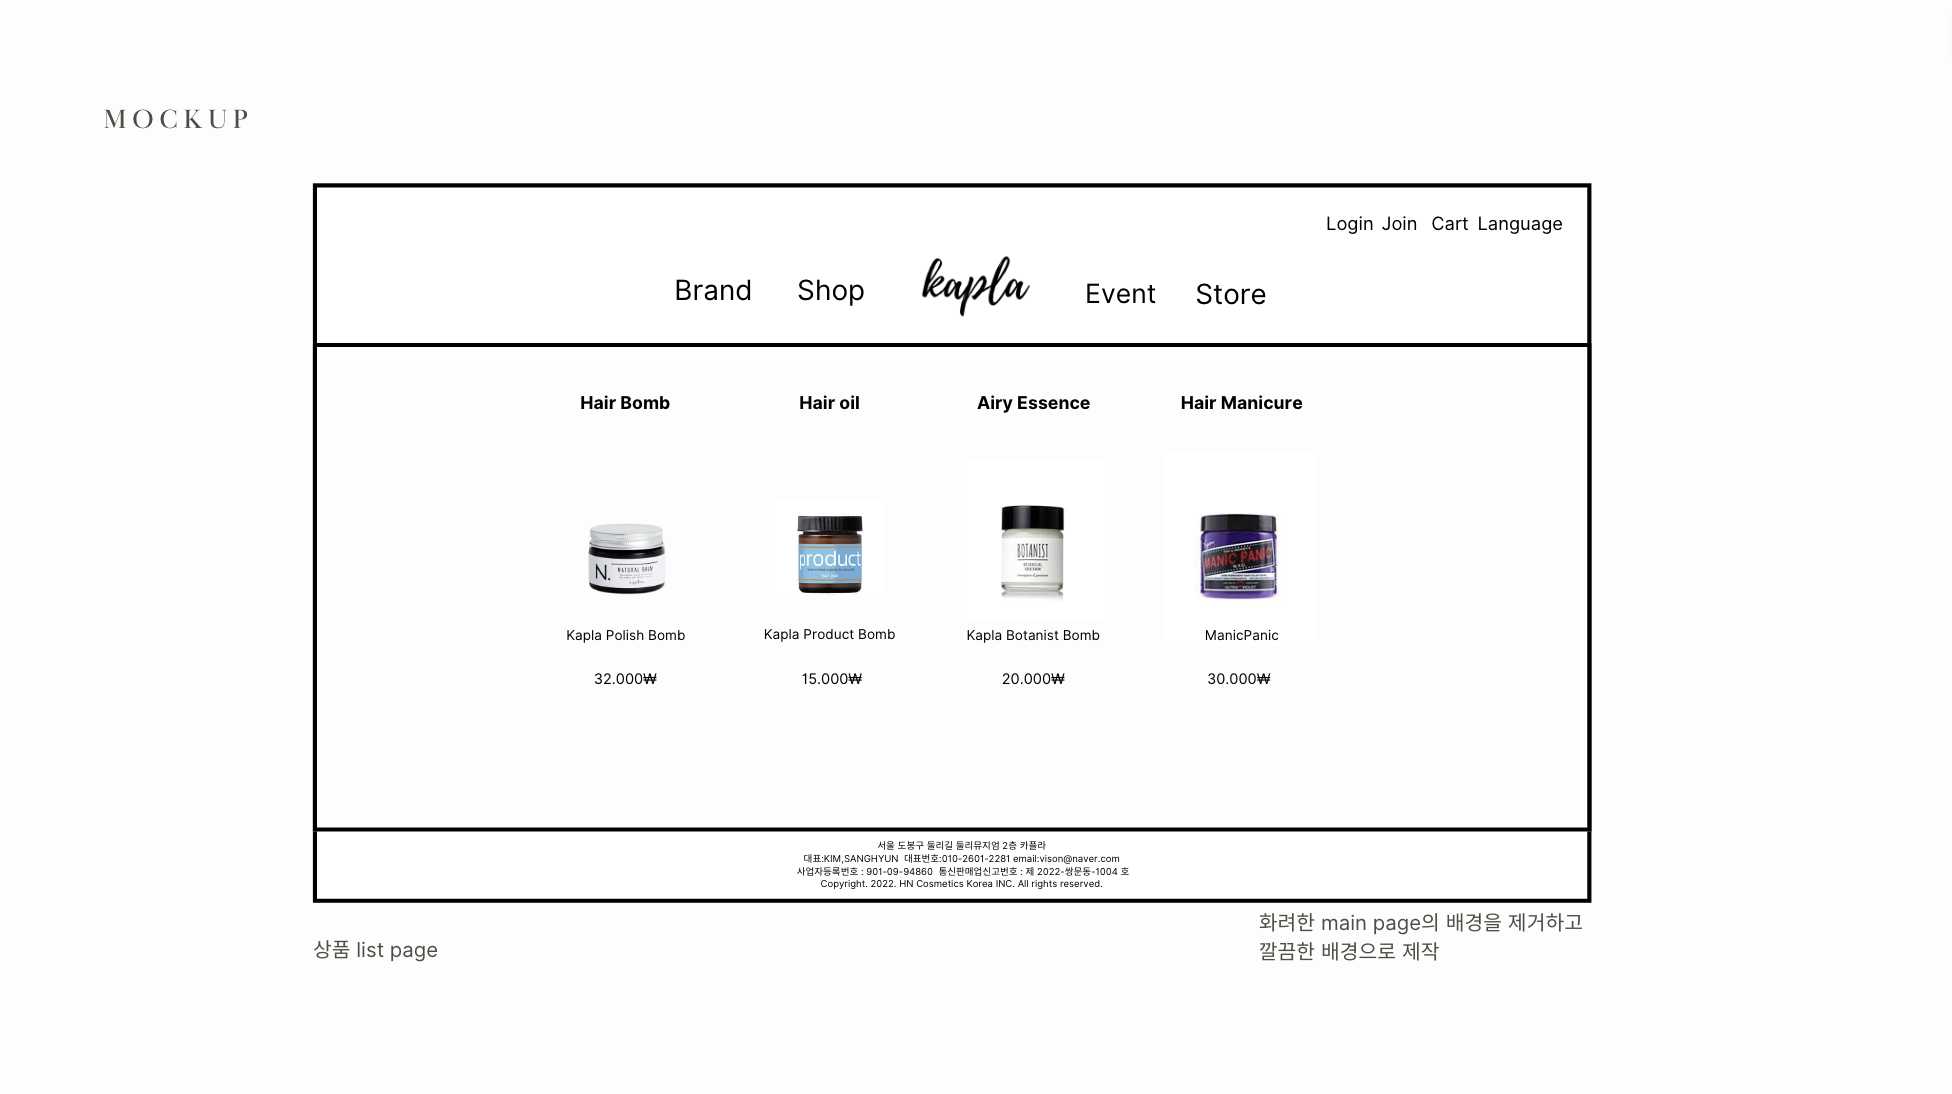 MOCKUP
Login Join Cart Language
Brand Shop kapla Event Store
Hair Bomb Hair oil Airy Essence Hair Manicure
N. NATURAL BALM
product
BOTANIST
MANIC PANIC
Kapla Polish Bomb Kapla Product Bomb Kapla Botanist Bomb ManicPanic
32.000₩ 15.000₩ 20.000₩ 30.000₩
서울 도봉구 둘리길 둘리뮤지엄 2층 카플라
대표:KIM,SANGHYUN 대표번호:010-2601-2281 email:vison@naver.com
사업자등록번호 : 901-09-94860 통신판매업신고번호 : 제 2022-쌍문동-1004 호
Copyright. 2022. HN Cosmetics Korea INC. All rights reserved.
상품 list page
화려한 main page의 배경을 제거하고
깔끔한 배경으로 제작